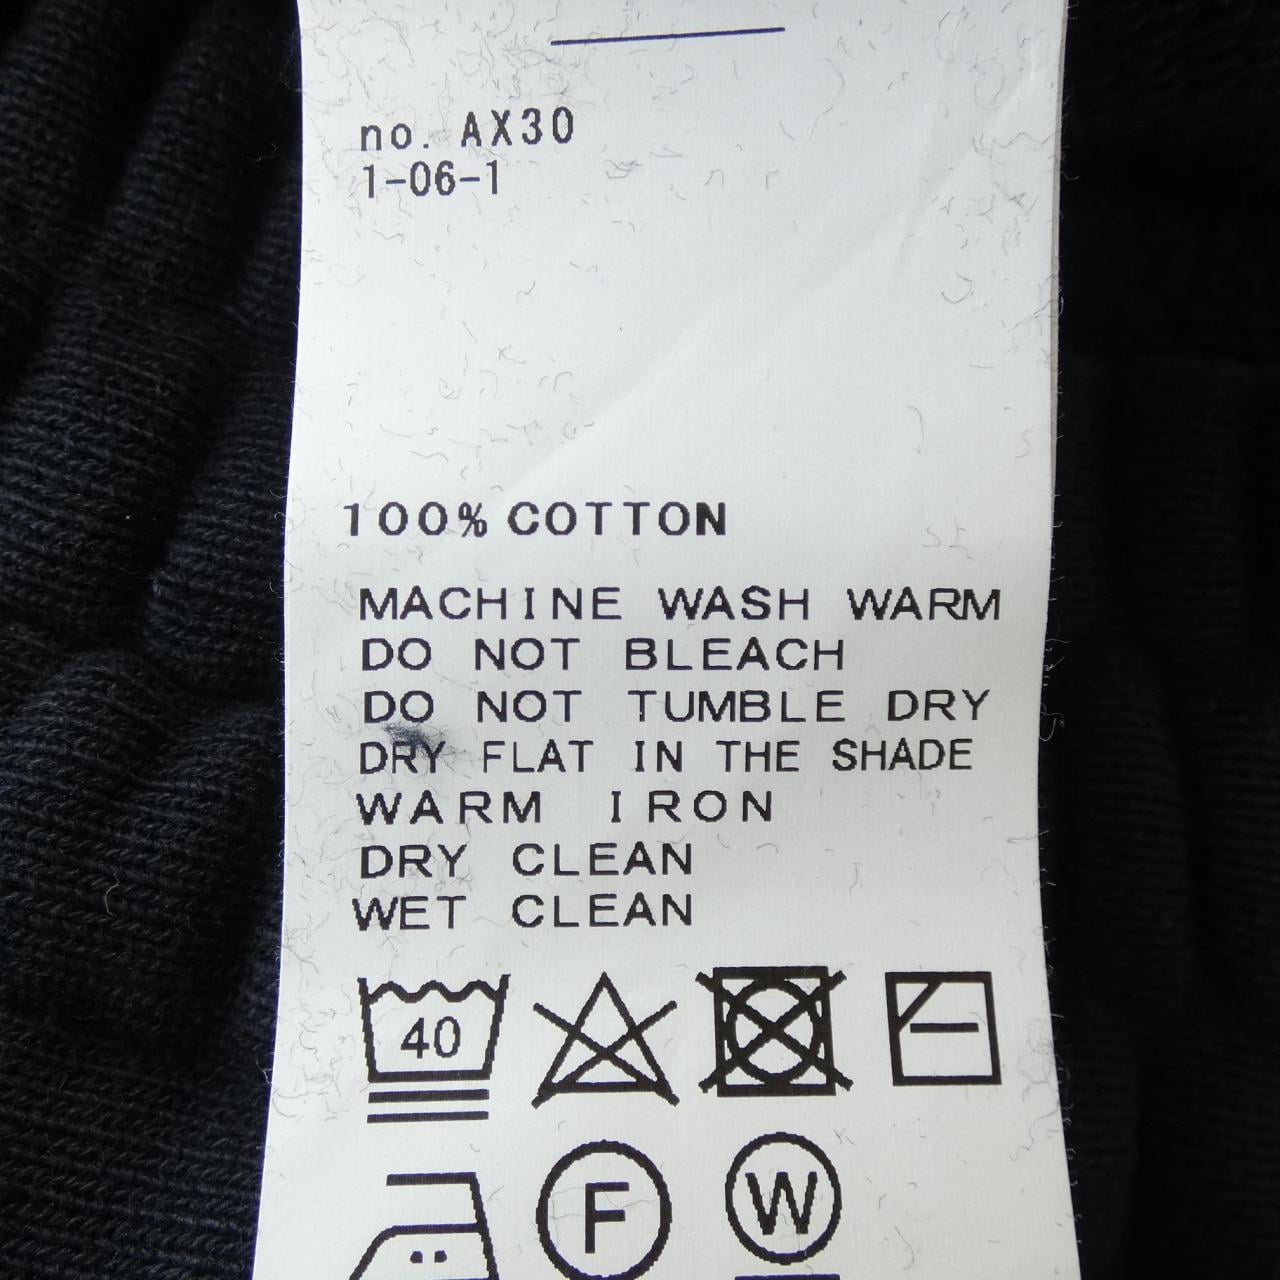 no. AX30
1-06-1
100% COTTON
MACHINE WASH WARM
DO NOT BLEACH
DO NOT TUMBLE DRY
DRY FLAT IN THE SHADE
WARM IRON
DRY CLEAN
WET CLEAN
40
F
W